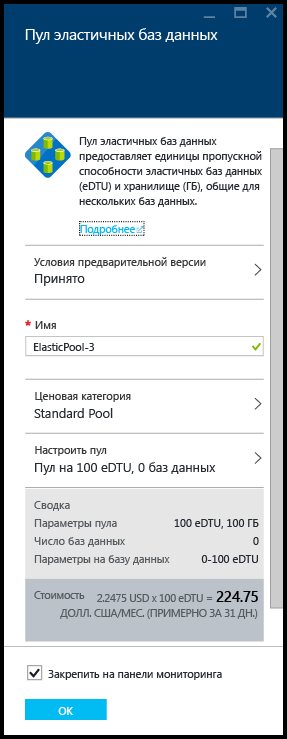 Пул эластичных баз данных
Пул эластичных баз данных
предоставляет единицы пропускной
способности эластичных баз данных
(eDTU) и хранилище (ГБ), общие для
нескольких баз данных.
Подробнее
Условия предварительной версии
Принято
* Имя
ElasticPool-3
Ценовая категория
Standard Pool
Настроить пул
Пул на 100 eDTU, 0 баз данных
Сводка
Параметры пула 100 eDTU, 100 ГБ
Число баз данных 0
Параметры на базу данных 0-100 eDTU
Стоимость 2.2475 USD x 100 eDTU = 224.75
ДОЛЛ. США/МЕС. (ПРИМЕРНО ЗА 31 ДН.)
Закрепить на панели мониторинга
ОК